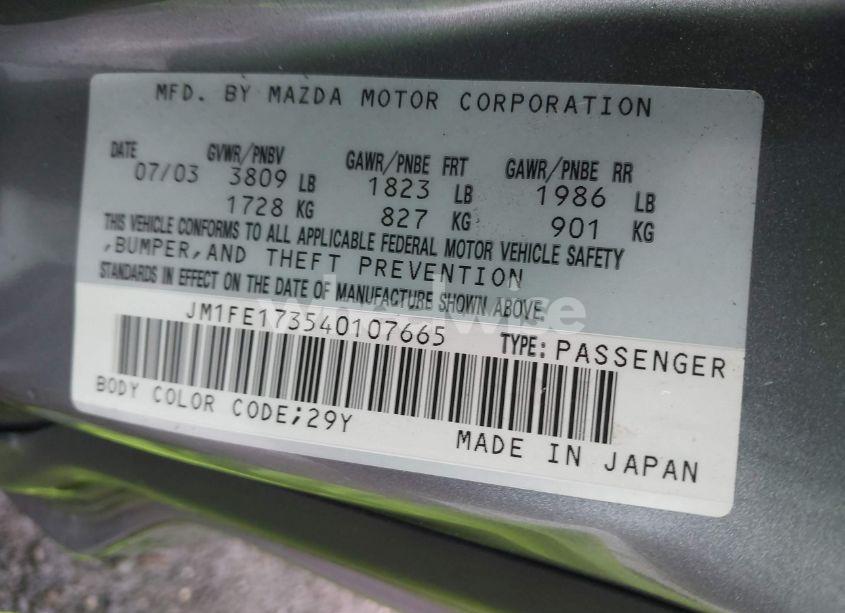 MFD. BY MAZDA MOTOR CORPORATION
DATE GVWR/PNBV GAWR/PNBE FRT GAWR/PNBE RR
07/03 3809 LB 1823 LB 1986 LB
1728 KG 827 KG 901 KG
THIS VEHICLE CONFORMS TO ALL APPLICABLE FEDERAL MOTOR VEHICLE SAFETY
,BUMPER,AND THEFT PREVENTION
STANDARDS IN EFFECT ON THE DATE OF MANUFACTURE SHOWN ABOVE.
wheelwise
JM1FE173540107665 TYPE: PASSENGER
BODY COLOR CODE;29Y
MADE IN JAPAN